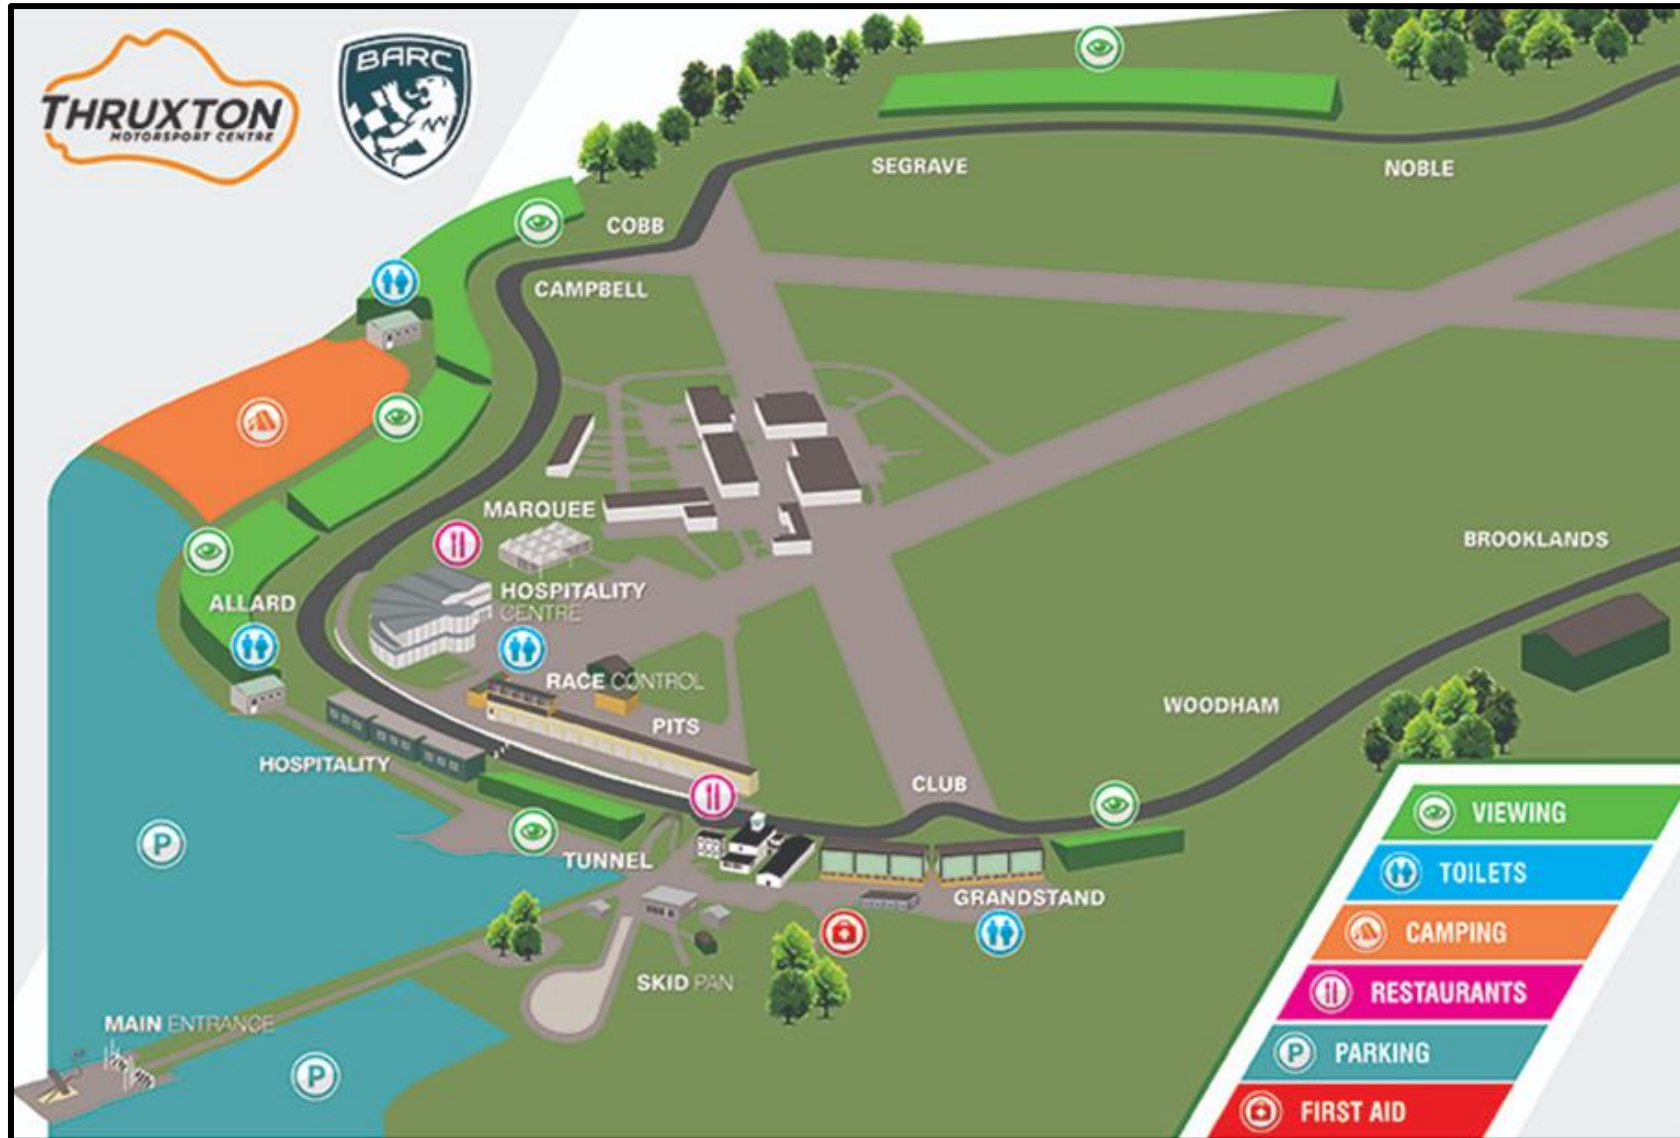 THRUXTON
MOTORSPORT CENTRE
BARC
SEGRAVE
NOBLE
COBB
CAMPBELL
MARQUEE
BROOKLANDS
HOSPITALITY
CENTRE
ALLARD
RACE CONTROL
WOODHAM
PITS
HOSPITALITY
CLUB
P
VIEWING
TUNNEL
TOILETS
GRANDSTAND
CAMPING
SKID PAN
RESTAURANTS
MAIN ENTRANCE
P
P PARKING
FIRST AID